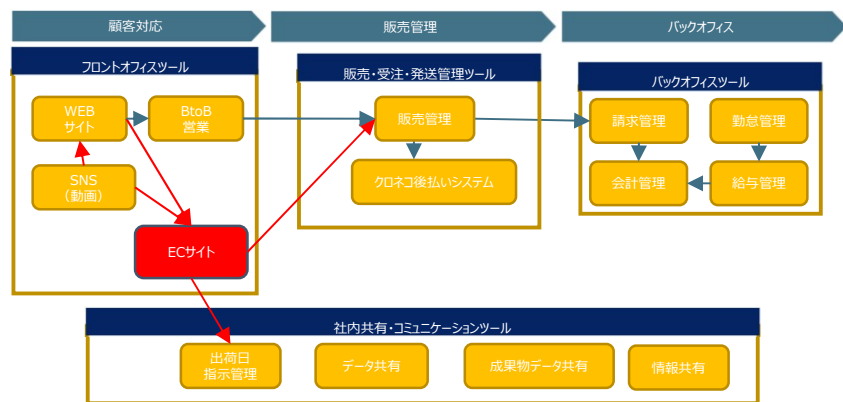 顧客対応
販売管理
バックオフィス
フロントオフィスツール
WEB
サイト
BtoB
営業
SNS
（動画）
ECサイト
販売・受注・発送管理ツール
販売管理
クロネコ後払いシステム
バックオフィスツール
請求管理
勤怠管理
会計管理
給与管理
社内共有・コミュニケーションツール
出荷日
指示管理
データ共有
成果物データ共有
情報共有